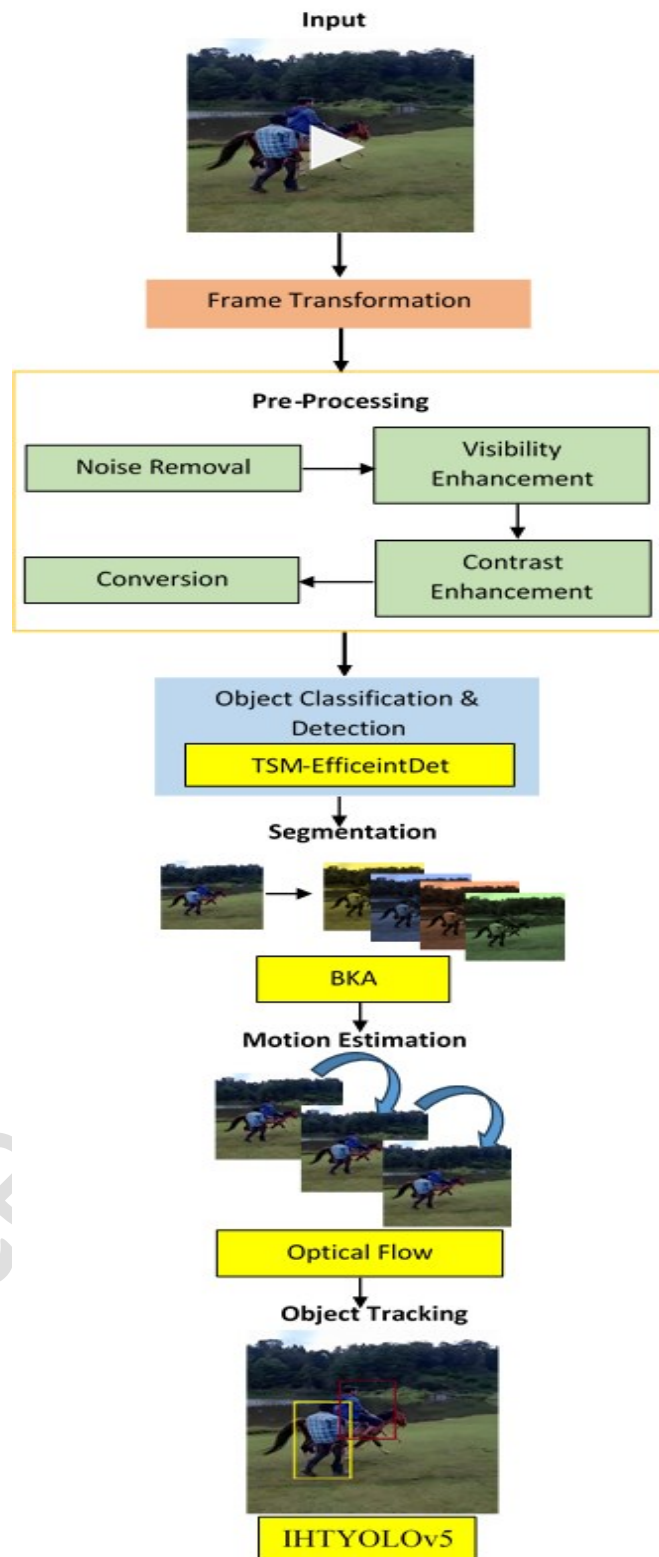 Input
Frame Transformation
Pre-Processing
Noise Removal
Visibility
Enhancement
Contrast
Enhancement
Conversion
Object Classification &
Detection
TSM-EfficeintDet
Segmentation
BKA
Motion Estimation
Optical Flow
Object Tracking
IHTYOLOv5